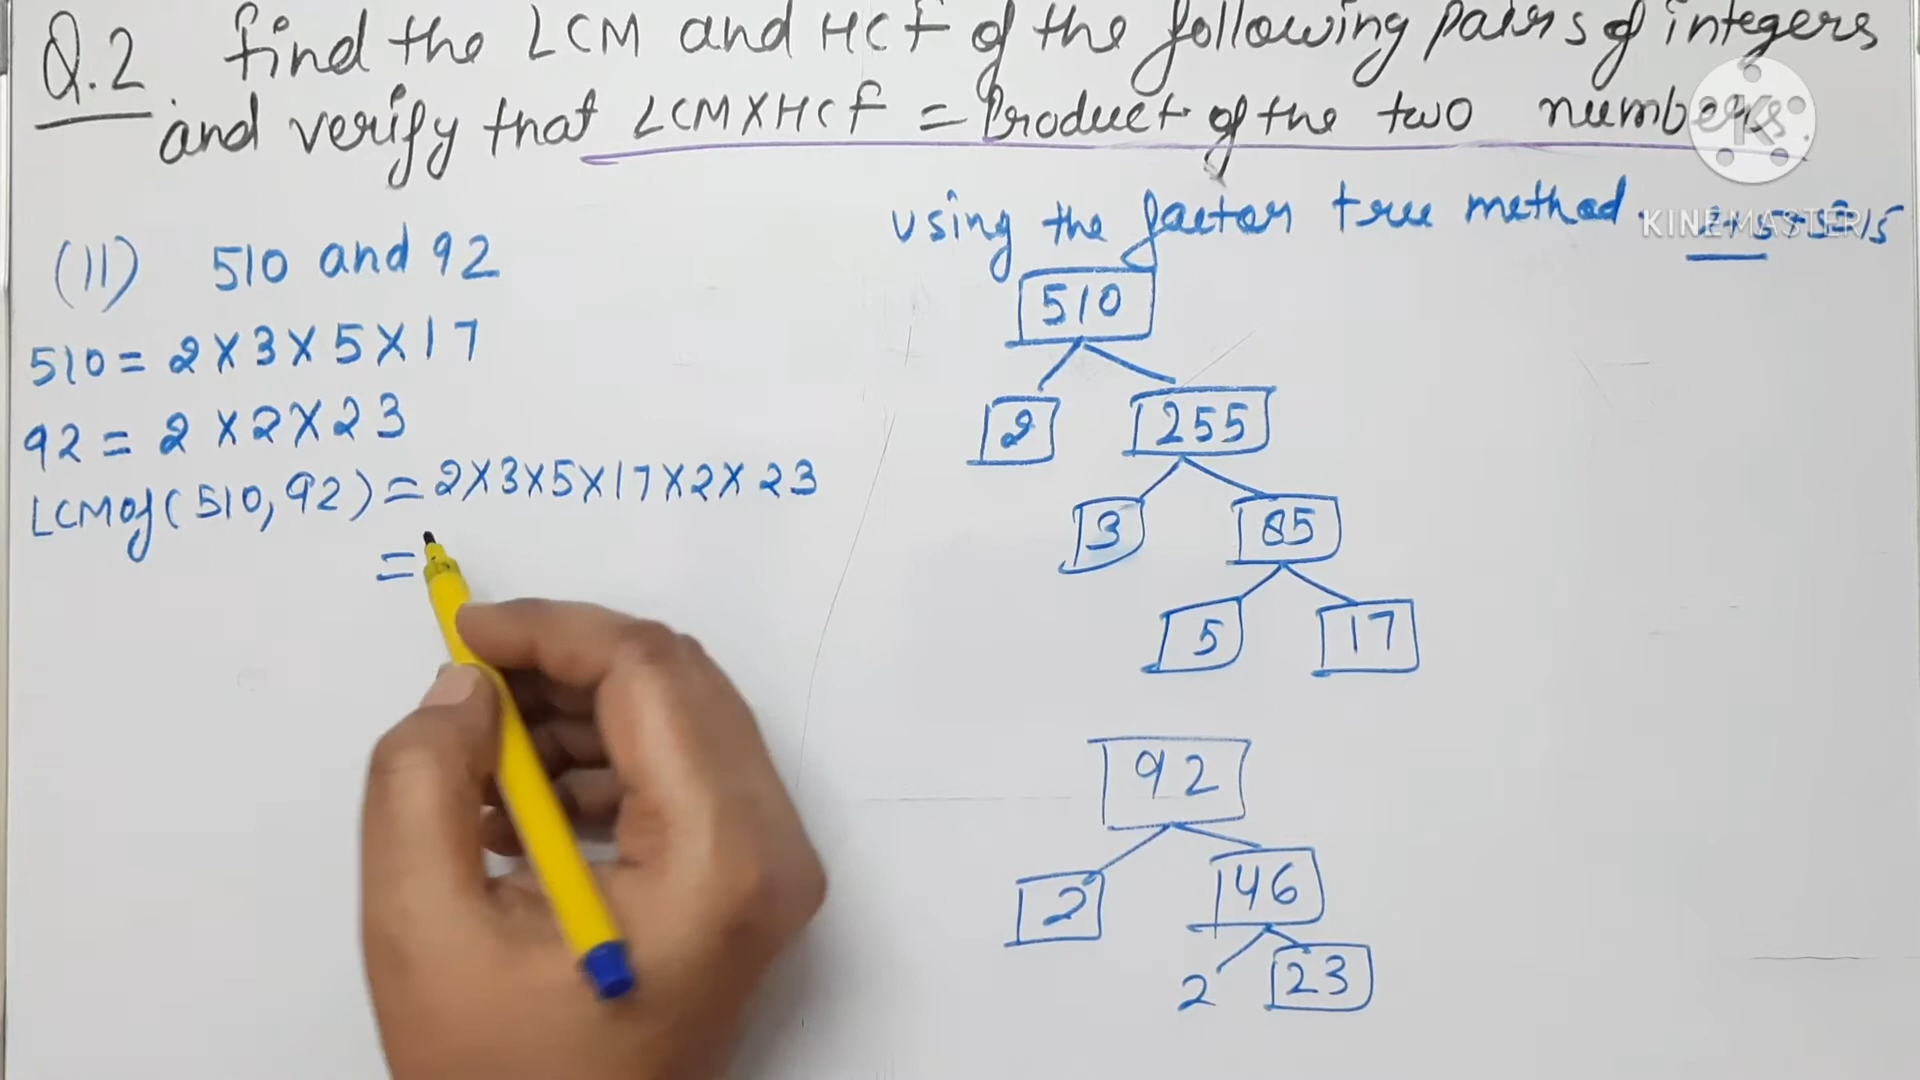 Q.2. Find the LCM and HCF of the following pairs of integers
and verify that LCM×HCF = Product of the two numbers.
using the factor tree method.
KINEMASTER
(II) 510 and 92
510 = 2×3×5×17
92 = 2×2×23
LCM of (510, 92) = 2×3×5×17×2×23
=
510
2 255
3 85
5 17
92
2 46
2 23